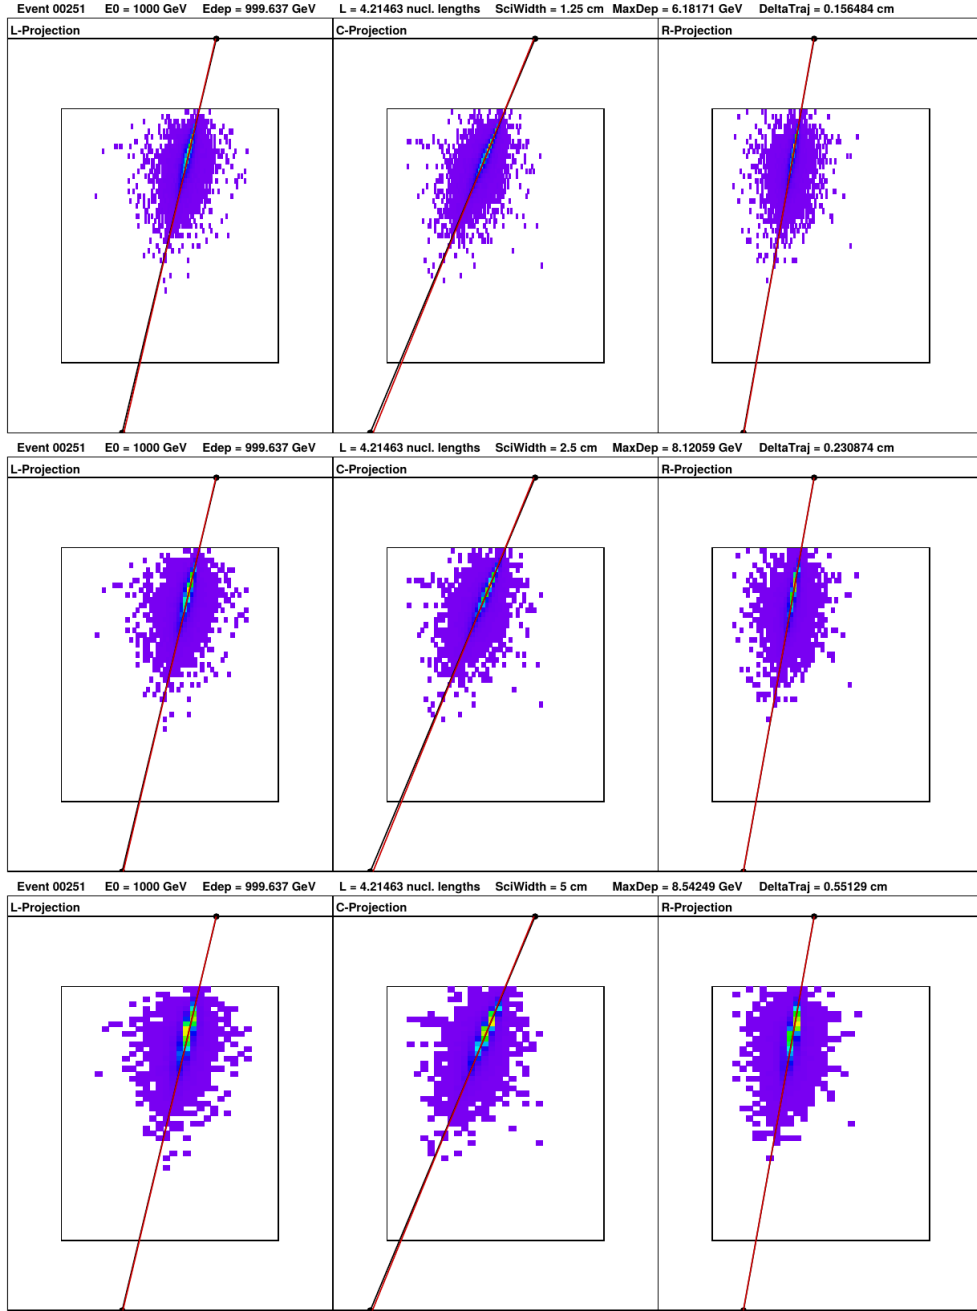 Event 00251 E0 = 1000 GeV Edep = 999.637 GeV L = 4.21463 nucl. lengths SciWidth = 1.25 cm MaxDep = 6.18171 GeV DeltaTraj = 0.156484 cm
L-Projection C-Projection R-Projection
Event 00251 E0 = 1000 GeV Edep = 999.637 GeV L = 4.21463 nucl. lengths SciWidth = 2.5 cm MaxDep = 8.12059 GeV DeltaTraj = 0.230874 cm
L-Projection C-Projection R-Projection
Event 00251 E0 = 1000 GeV Edep = 999.637 GeV L = 4.21463 nucl. lengths SciWidth = 5 cm MaxDep = 8.54249 GeV DeltaTraj = 0.55129 cm
L-Projection C-Projection R-Projection